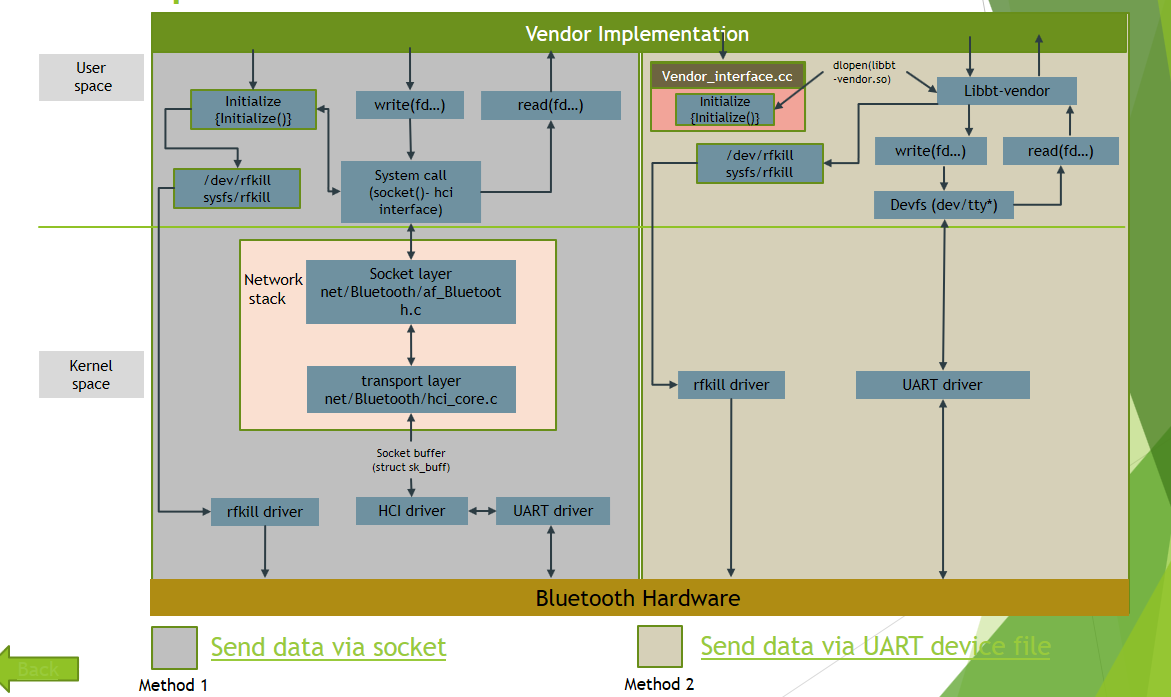 Vendor Implementation
User
space
Initialize
{Initialize()}
write(fd...)
read(fd...)
/dev/rfkill
sysfs/rfkill
System call
(socket()- hci
interface)
Vendor_interface.cc
Initialize
{Initialize()}
dlopen(libbt
-vendor.so)
Libbt-vendor
/dev/rfkill
sysfs/rfkill
write(fd...)
read(fd...)
Devfs (dev/tty*)
Network
stack
Socket layer
net/Bluetooth/af_Bluetoot
h.c
Kernel
space
transport layer
net/Bluetooth/hci_core.c
Socket buffer
(struct sk_buff)
rfkill driver
HCI driver
UART driver
rfkill driver
UART driver
Bluetooth Hardware
Send data via socket
Method 1
Send data via UART device file
Method 2
Back